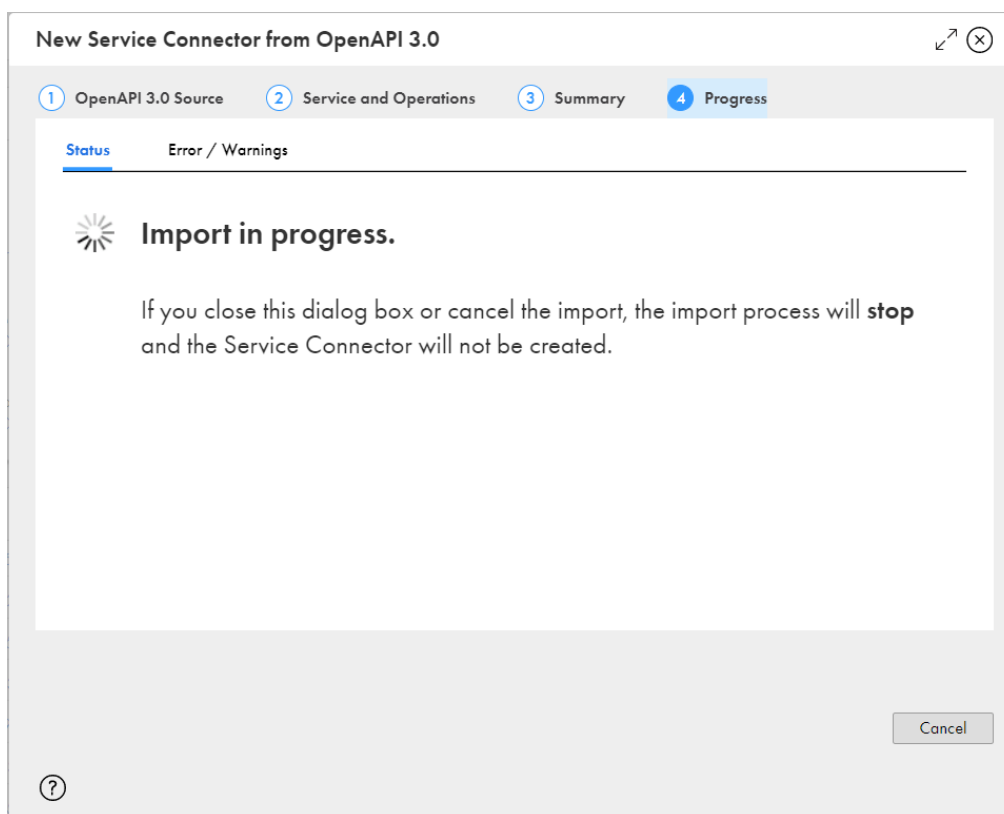 New Service Connector from OpenAPI 3.0
1 OpenAPI 3.0 Source 2 Service and Operations 3 Summary 4 Progress
Status Error / Warnings
Import in progress.
If you close this dialog box or cancel the import, the import process will stop
and the Service Connector will not be created.
Cancel
?